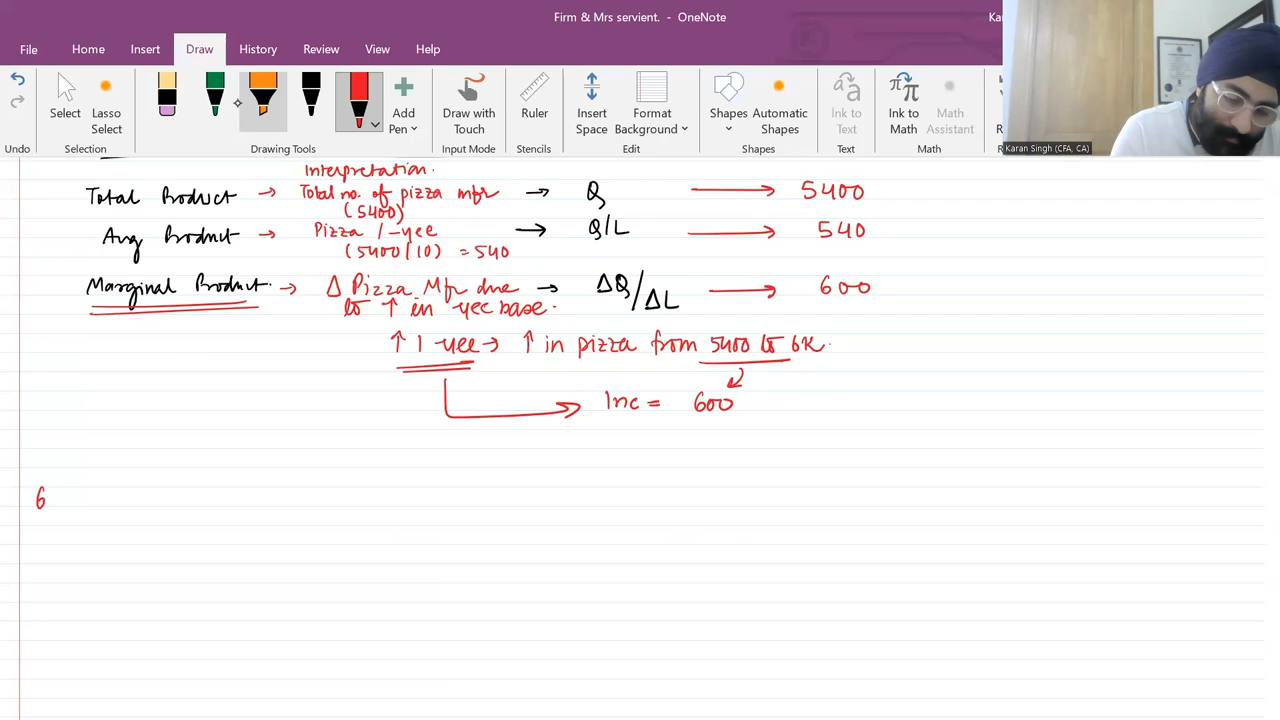 Firm & Mrs servient. - OneNote
Ka
File Home Insert Draw History Review View Help
Undo
Select
Lasso Select
Add Pen
Draw with Touch
Ruler
Insert Space
Format Background
Shapes
Automatic Shapes
Ink to Text
Ink to Math
Math Assistant
R
Selection
Drawing Tools
Input Mode
Stencils
Edit
Shapes
Text
Math
Karan Singh (CFA, CA)
Interpretation.
Total Product → Total no. of pizza mfr → Q → 5400
(5400)
Avg Product → Pizza / -yee → Q/L → 540
(5400/10) = 540
Marginal Product. → Δ Pizza Mfr due → ΔQ/ΔL → 600
to ↑ in yee base.
↑ 1 -yee → ↑ in pizza from 5400 to 6K.
Inc = 600
6